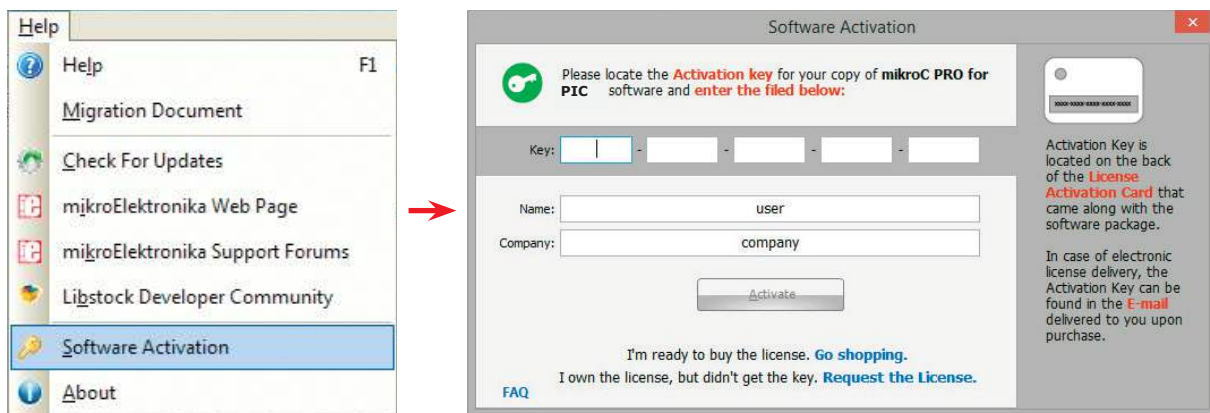 Help
Help F1
Migration Document
Check For Updates
mikroElektronika Web Page
mikroElektronika Support Forums
Libstock Developer Community
Software Activation
About
Software Activation
Please locate the Activation key for your copy of mikroC PRO for
PIC software and enter the filed below:
Key: - - - -
Name: user
Company: company
Activate
I'm ready to buy the license. Go shopping.
I own the license, but didn't get the key. Request the License.
FAQ
xxxx-xxxx-xxxx-xxxx-xxxx
Activation Key is
located on the back
of the License
Activation Card that
came along with the
software package.
In case of electronic
license delivery, the
Activation Key can be
found in the E-mail
delivered to you upon
purchase.